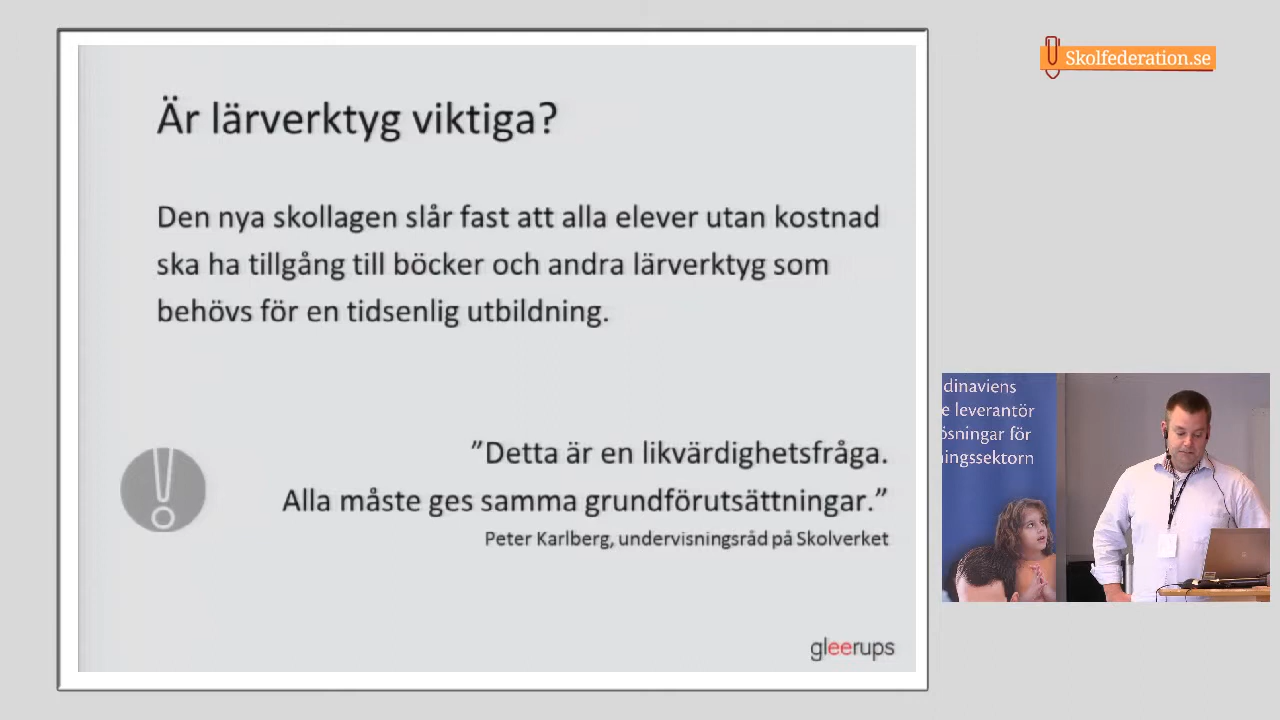 Skolfederation.se
Är lärverktyg viktiga?
Den nya skollagen slår fast att alla elever utan kostnad
ska ha tillgång till böcker och andra lärverktyg som
behövs för en tidsenlig utbildning.
”Detta är en likvärdighetsfråga.
Alla måste ges samma grundförutsättningar.”
Peter Karlberg, undervisningsråd på Skolverket
gleerups
dinaviens
e leverantör
ösningar för
ningssektorn